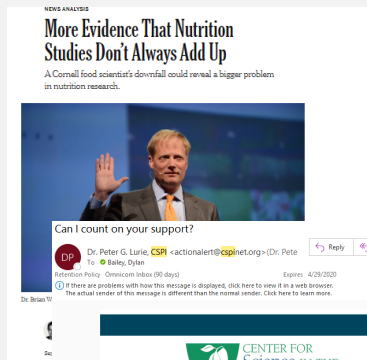 NEWS ANALYSIS
More Evidence That Nutrition
Studies Don't Always Add Up
A Cornell food scientist's downfall could reveal a bigger problem
in nutrition research.
Can I count on your support?
DP
Dr. Peter G. Lurie, CSPI <actionalert@cspinet.org>(Dr. Pete
Reply
To Bailey, Dylan
Retention Policy Omnicom Inbox (90 days)
Expires 4/29/2020
If there are problems with how this message is displayed, click here to view it in a web browser.
The actual sender of this message is different than the normal sender. Click here to learn more.
Dr. Brian W
CENTER FOR